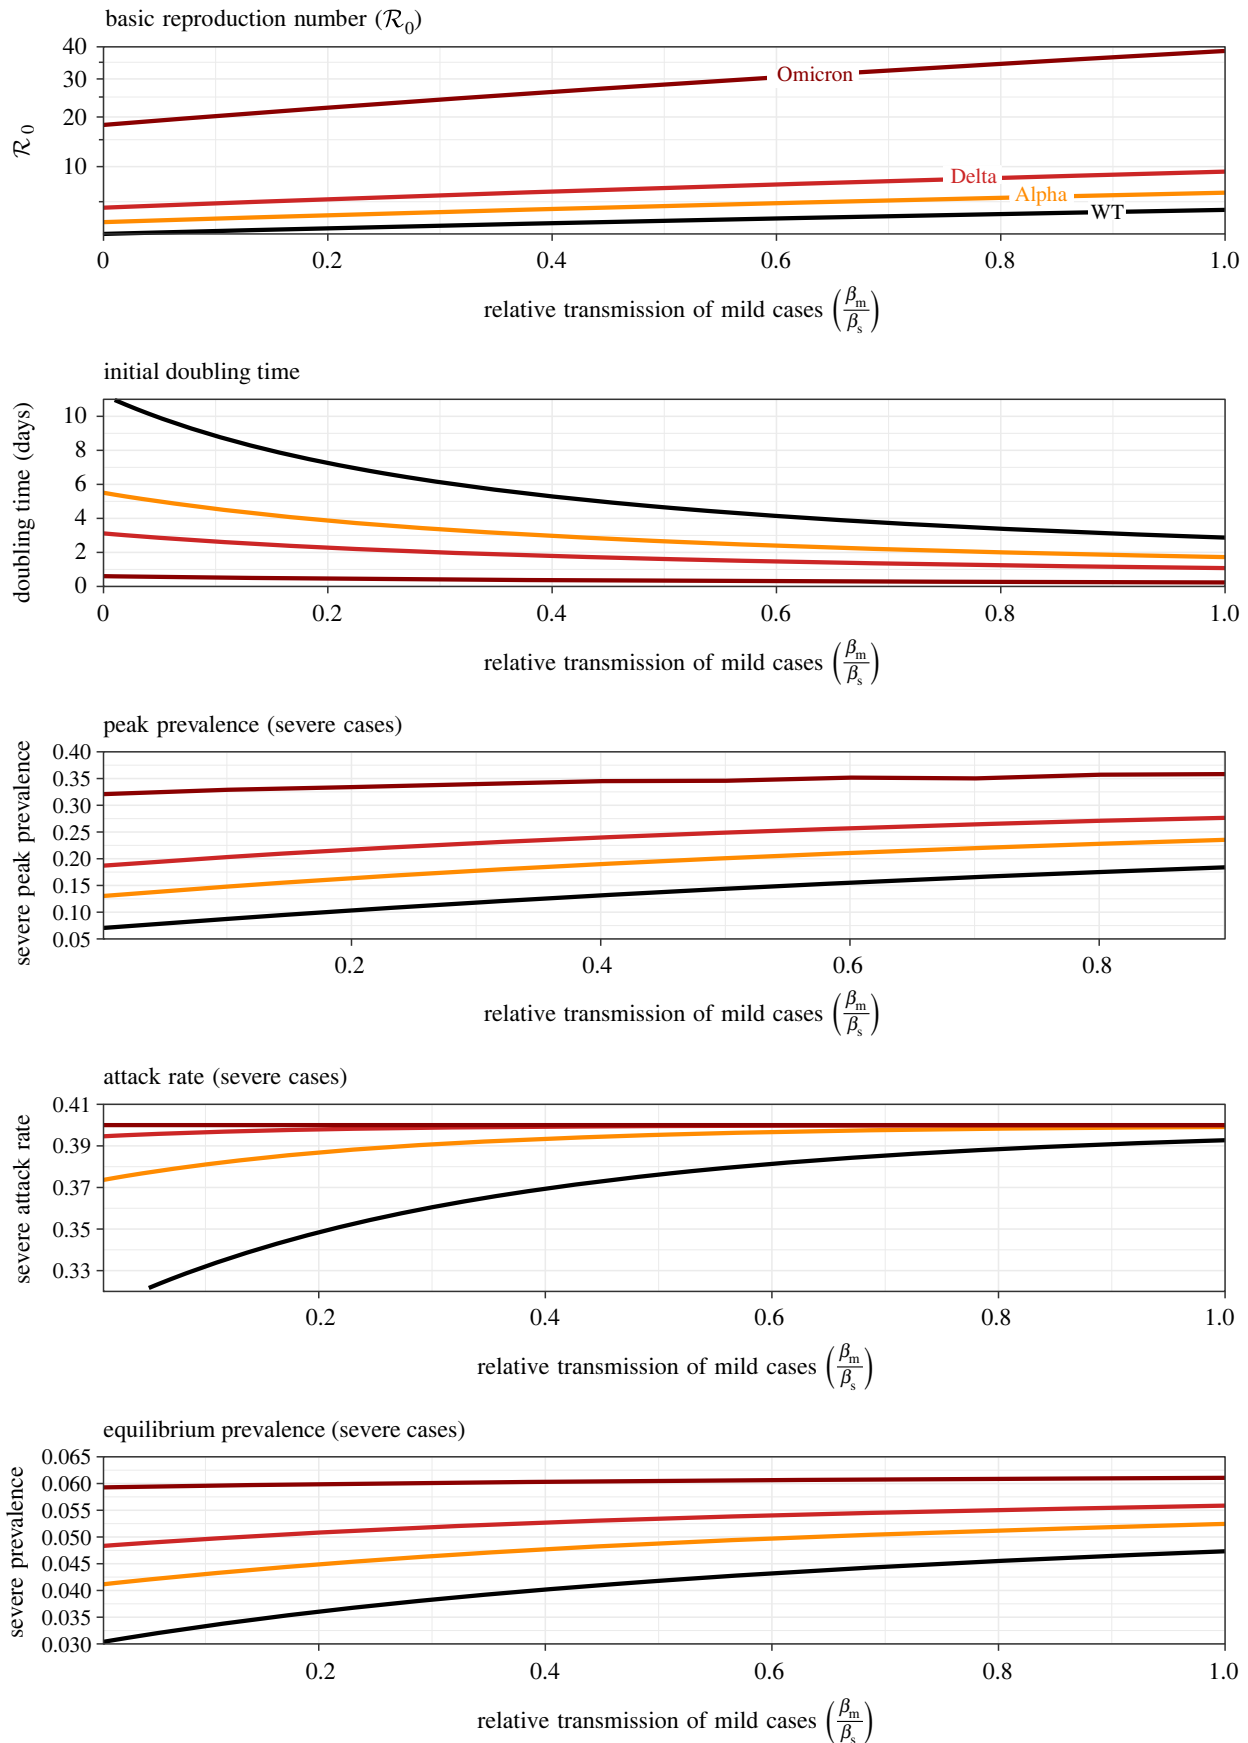 basic reproduction number (ℛ0)
40
30
20
10
ℛ0
Omicron
Delta
Alpha
WT
0 0.2 0.4 0.6 0.8 1.0
relative transmission of mild cases (βm/βs)
initial doubling time
10
8
6
4
2
0
doubling time (days)
0 0.2 0.4 0.6 0.8 1.0
relative transmission of mild cases (βm/βs)
peak prevalence (severe cases)
0.40
0.35
0.30
0.25
0.20
0.15
0.10
0.05
severe peak prevalence
0.2 0.4 0.6 0.8
relative transmission of mild cases (βm/βs)
attack rate (severe cases)
0.41
0.39
0.37
0.35
0.33
severe attack rate
0.2 0.4 0.6 0.8 1.0
relative transmission of mild cases (βm/βs)
equilibrium prevalence (severe cases)
0.065
0.060
0.055
0.050
0.045
0.040
0.035
0.030
severe prevalence
0.2 0.4 0.6 0.8 1.0
relative transmission of mild cases (βm/βs)